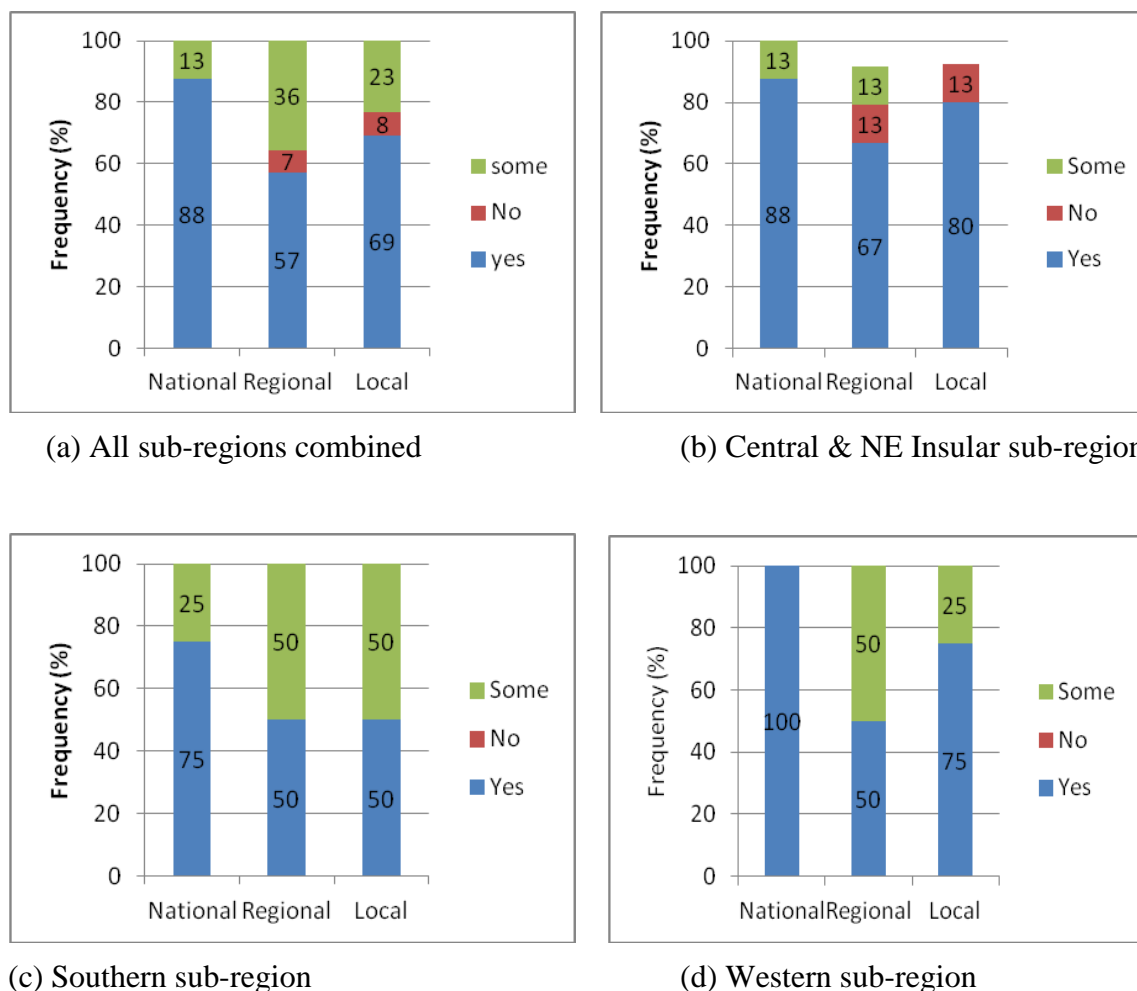 100
80
60
40
20
0
Frequency (%)
13
88
36
7
57
23
8
69
National Regional Local
some
No
yes
(a) All sub-regions combined
100
80
60
40
20
0
Frequency (%)
13
88
13
13
67
13
80
National Regional Local
Some
No
Yes
(b) Central & NE Insular sub-region
100
80
60
40
20
0
Frequency (%)
25
75
50
50
50
50
National Regional Local
Some
No
Yes
(c) Southern sub-region
100
80
60
40
20
0
Frequency (%)
100
50
50
25
75
National Regional Local
Some
No
Yes
(d) Western sub-region